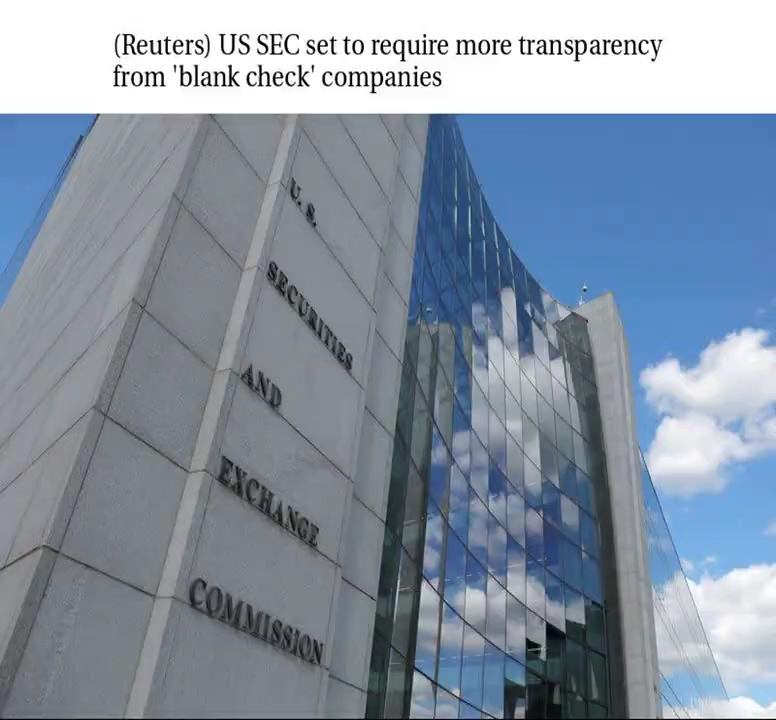 (Reuters) US SEC set to require more transparency
from 'blank check' companies
U. S.
SECURITIES
AND
EXCHANGE
COMMISSION